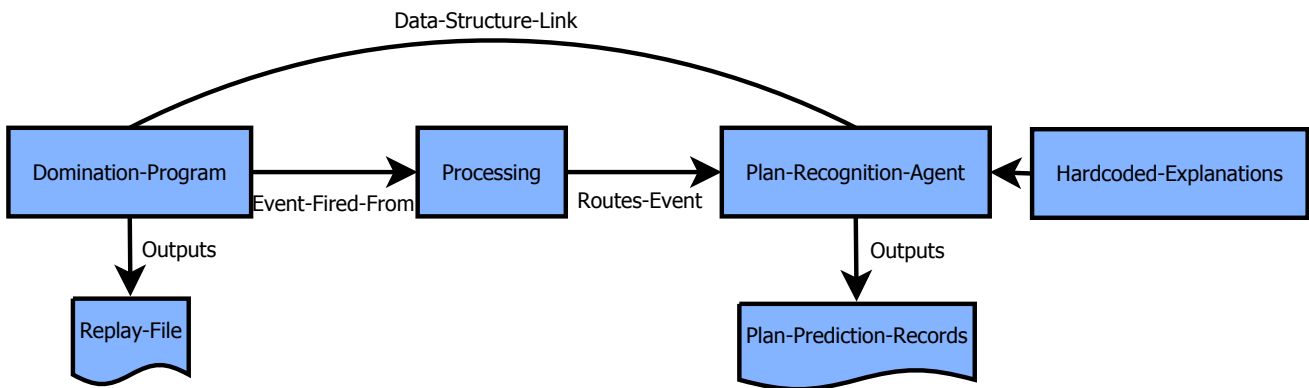 Data-Structure-Link
Domination-Program
Processing
Plan-Recognition-Agent
Hardcoded-Explanations
Event-Fired-From
Routes-Event
Outputs
Outputs
Replay-File
Plan-Prediction-Records